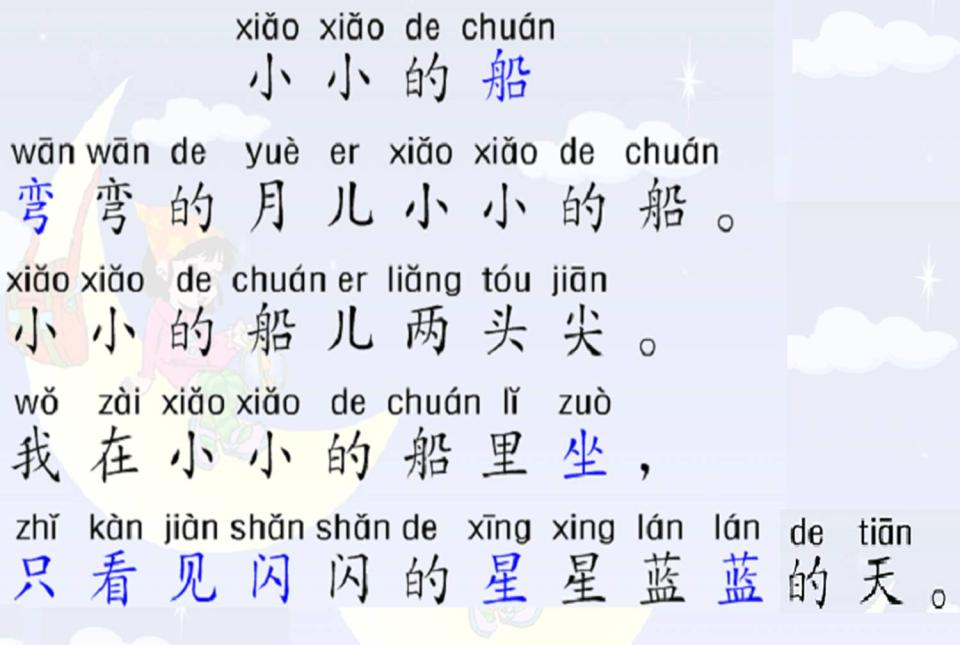 xiǎo xiǎo de chuán
小小的船
wān wān de yuè er xiǎo xiǎo de chuán
弯弯的月儿小小的船。
xiǎo xiǎo de chuán er liǎng tóu jiān
小小的船儿两头尖。
wǒ zài xiǎo xiǎo de chuán lǐ zuò
我在小小的船里坐，
zhǐ kàn jiàn shǎn shǎn de xīng xing lán lán de tiān
只看见闪闪的星星蓝蓝的天。